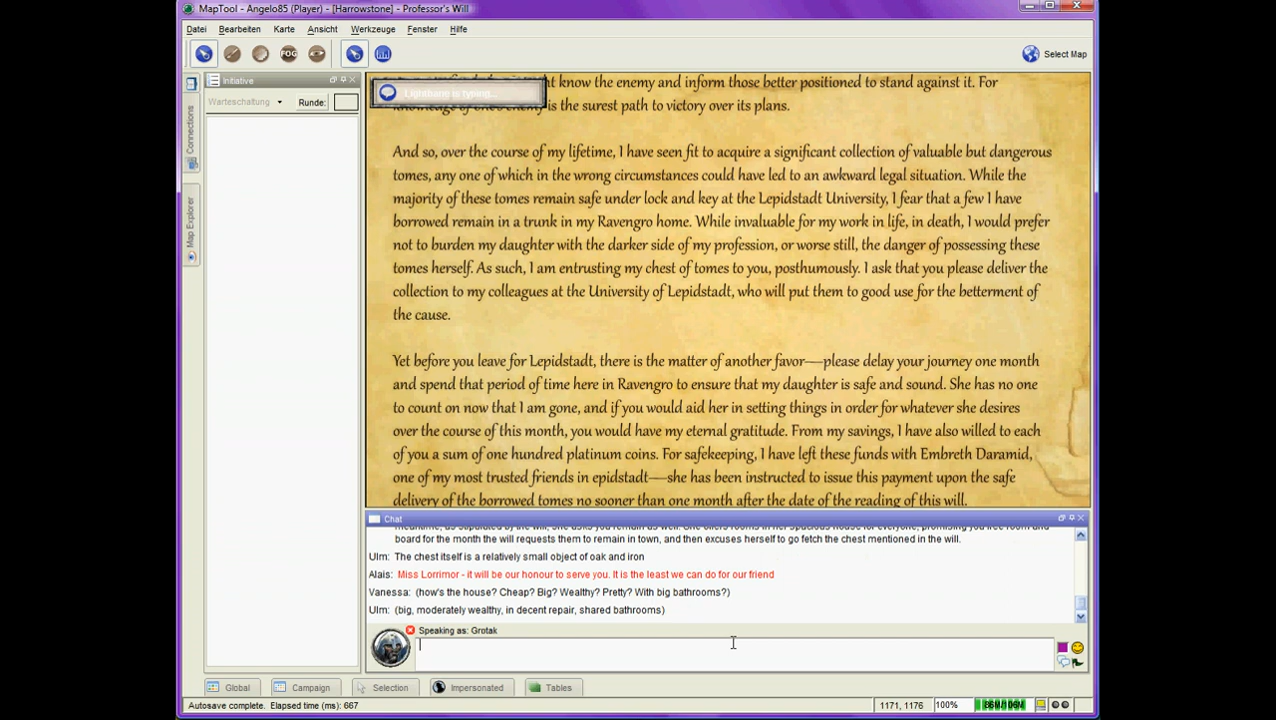 MapTool - Angelo85 (Player) - [Harrowstone] - Professor's Will
Datei Bearbeiten Karte Ansicht Werkzeuge Fenster Hilfe
FOG
Select Map
Initiative
Warteschaltung
Runde:
Connections
Map Explorer
Lightbane is typing...
know the enemy and inform those better positioned to stand against it. For
is the surest path to victory over its plans.
And so, over the course of my lifetime, I have seen fit to acquire a significant collection of valuable but dangerous
tomes, any one of which in the wrong circumstances could have led to an awkward legal situation. While the
majority of these tomes remain safe under lock and key at the Lepidstadt University, I fear that a few I have
borrowed remain in a trunk in my Ravengro home. While invaluable for my work in life, in death, I would prefer
not to burden my daughter with the darker side of my profession, or worse still, the danger of possessing these
tomes herself. As such, I am entrusting my chest of tomes to you, posthumously. I ask that you please deliver the
collection to my colleagues at the University of Lepidstadt, who will put them to good use for the betterment of
the cause.
Yet before you leave for Lepidstadt, there is the matter of another favor—please delay your journey one month
and spend that period of time here in Ravengro to ensure that my daughter is safe and sound. She has no one
to count on now that I am gone, and if you would aid her in setting things in order for whatever she desires
over the course of this month, you would have my eternal gratitude. From my savings, I have also willed to each
of you a sum of one hundred platinum coins. For safekeeping, I have left these funds with Embreth Daramid,
one of my most trusted friends in epidstadt—she has been instructed to issue this payment upon the safe
delivery of the borrowed tomes no sooner than one month after the date of the reading of this will.
Chat
board for the month the will requests them to remain in town, and then excuses herself to go fetch the chest mentioned in the will.
Ulm: The chest itself is a relatively small object of oak and iron
Alais: Miss Lorrimor - it will be our honour to serve you. It is the least we can do for our friend
Vanessa: (how's the house? Cheap? Big? Wealthy? Pretty? With big bathrooms?)
Ulm: (big, moderately wealthy, in decent repair, shared bathrooms)
Speaking as: Grotak
Global Campaign Selection Impersonated Tables
Autosave complete. Elapsed time (ms): 667
1171, 1176 100% 86M/106M